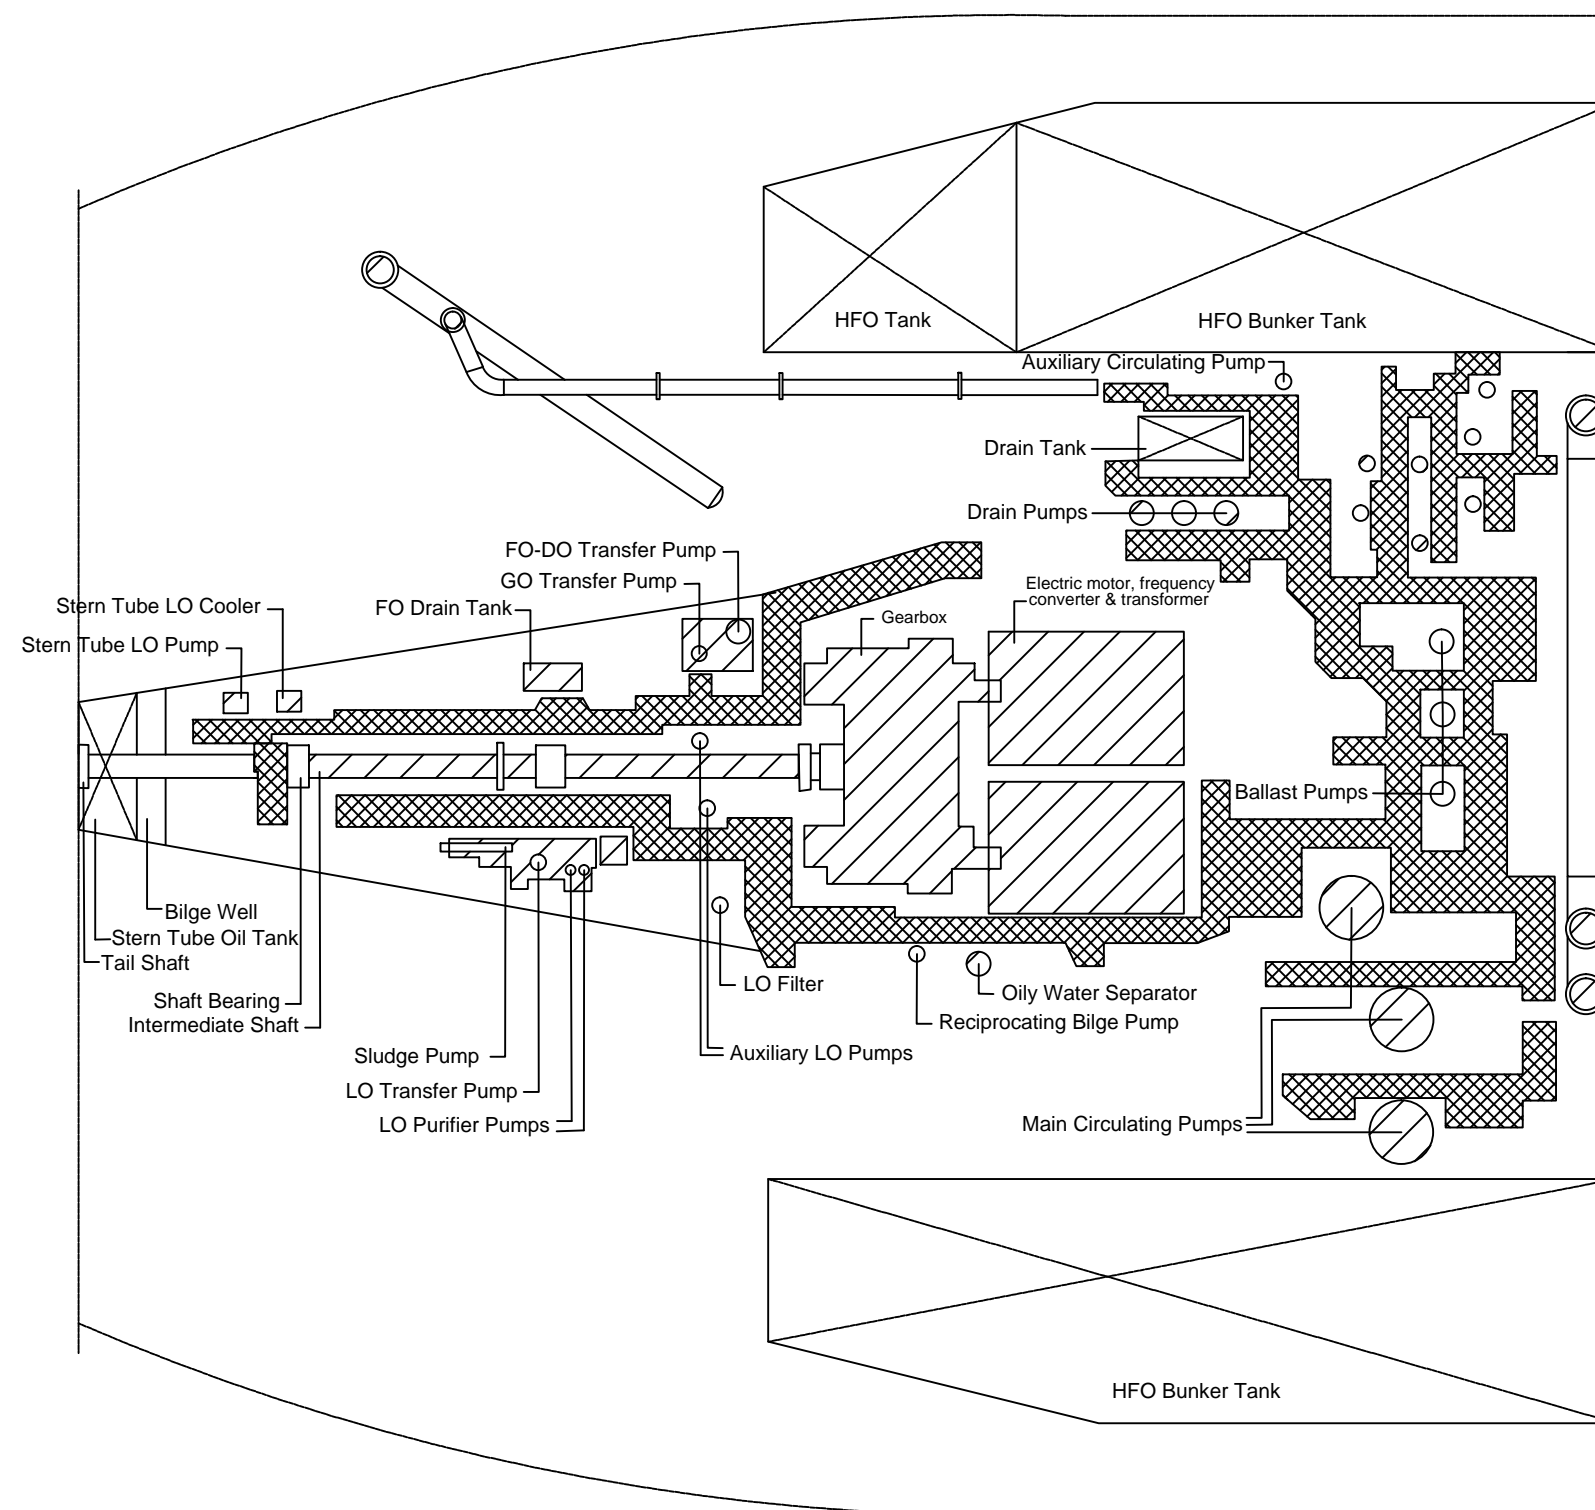 HFO Tank
HFO Bunker Tank
Auxiliary Circulating Pump
Drain Tank
Drain Pumps
FO-DO Transfer Pump
GO Transfer Pump
Electric motor, frequency
converter & transformer
Stern Tube LO Cooler
FO Drain Tank
Gearbox
Stern Tube LO Pump
Ballast Pumps
Bilge Well
Stern Tube Oil Tank
Tail Shaft
LO Filter
Shaft Bearing
Oily Water Separator
Intermediate Shaft
Reciprocating Bilge Pump
Sludge Pump
Auxiliary LO Pumps
LO Transfer Pump
LO Purifier Pumps
Main Circulating Pumps
HFO Bunker Tank